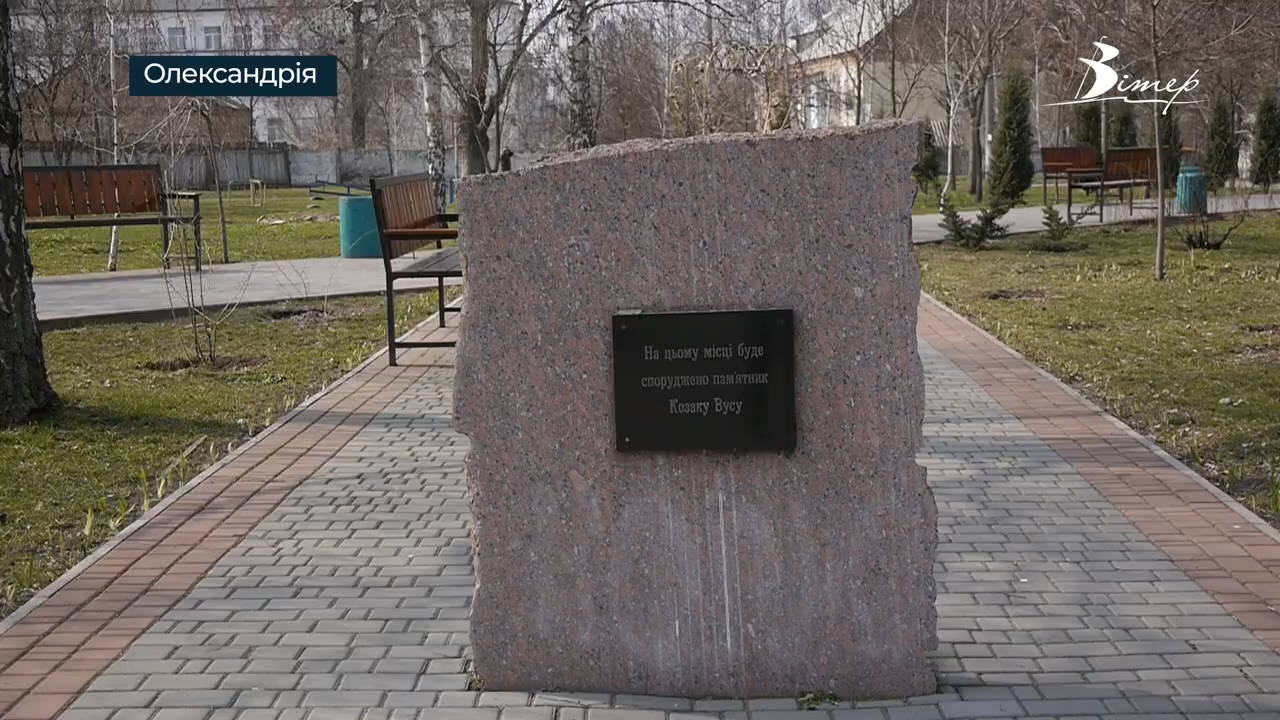 Олександрія
Вітер
На цьому місці буде
споруджено пам'ятник
Козаку Вусу